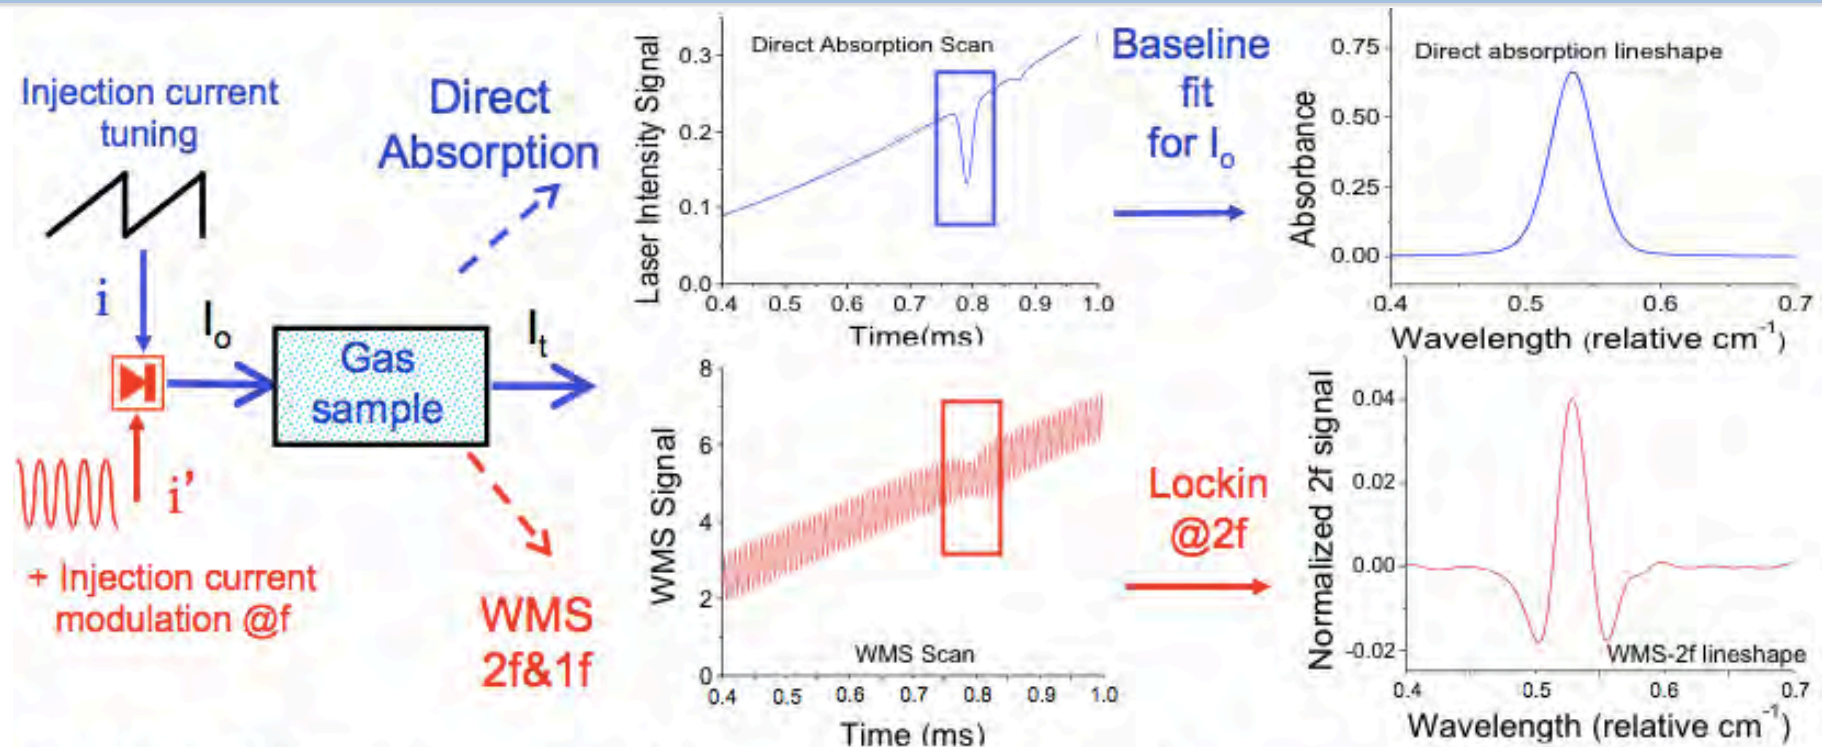 Injection current
tuning
i
I₀
Gas
sample
Iₜ
i'
+ Injection current
modulation @f
Direct
Absorption
WMS
2f&1f
Direct Absorption Scan
Laser Intensity Signal
0.3
0.2
0.1
0.0
0.4 0.5 0.6 0.7 0.8 0.9 1.0
Time(ms)
Baseline
fit
for Iₒ
Direct absorption lineshape
Absorbance
0.75
0.50
0.25
0.00
0.4 0.5 0.6 0.7
Wavelength (relative cm⁻¹)
WMS Signal
8
6
4
2
0
WMS Scan
0.4 0.5 0.6 0.7 0.8 0.9 1.0
Time (ms)
Lockin
@2f
Normalized 2f signal
0.04
0.02
0.00
-0.02
WMS-2f lineshape
0.4 0.5 0.6 0.7
Wavelength (relative cm⁻¹)